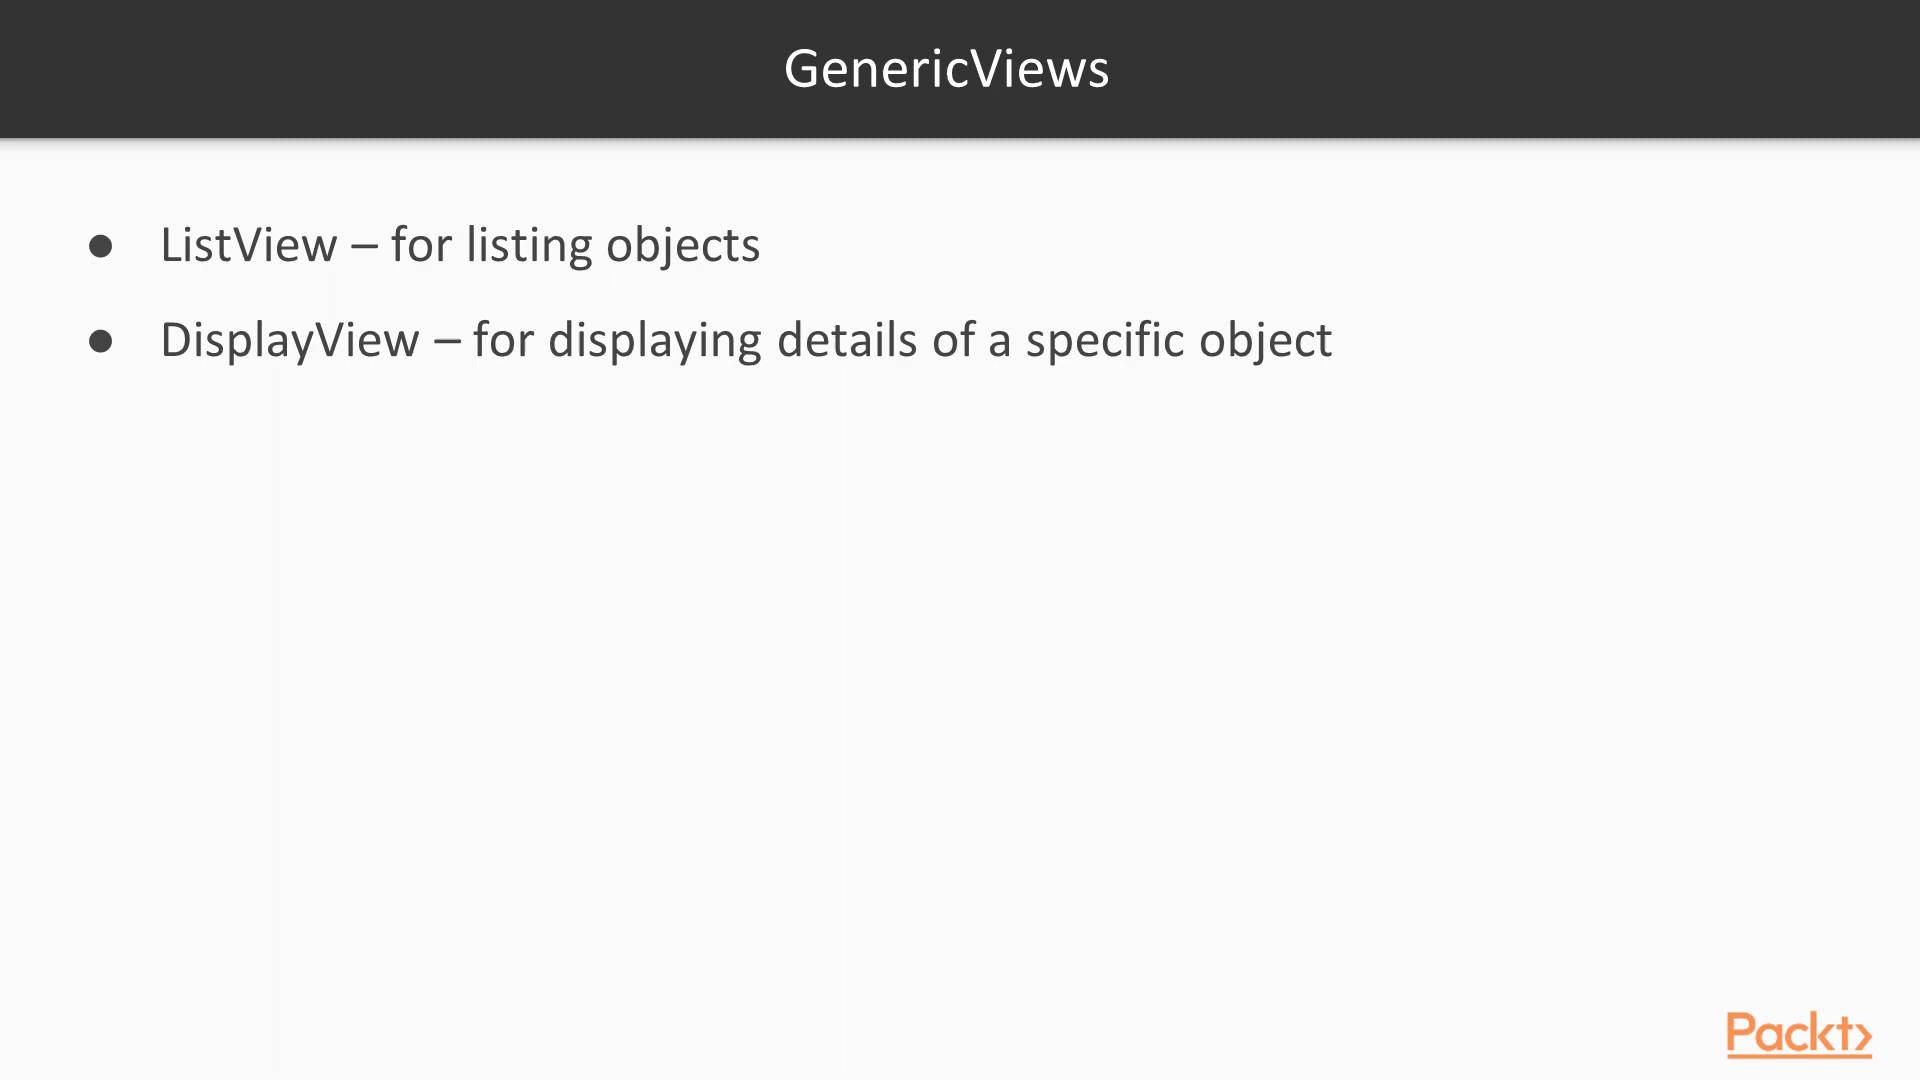 GenericViews
● ListView – for listing objects
● DisplayView – for displaying details of a specific object
Packt>